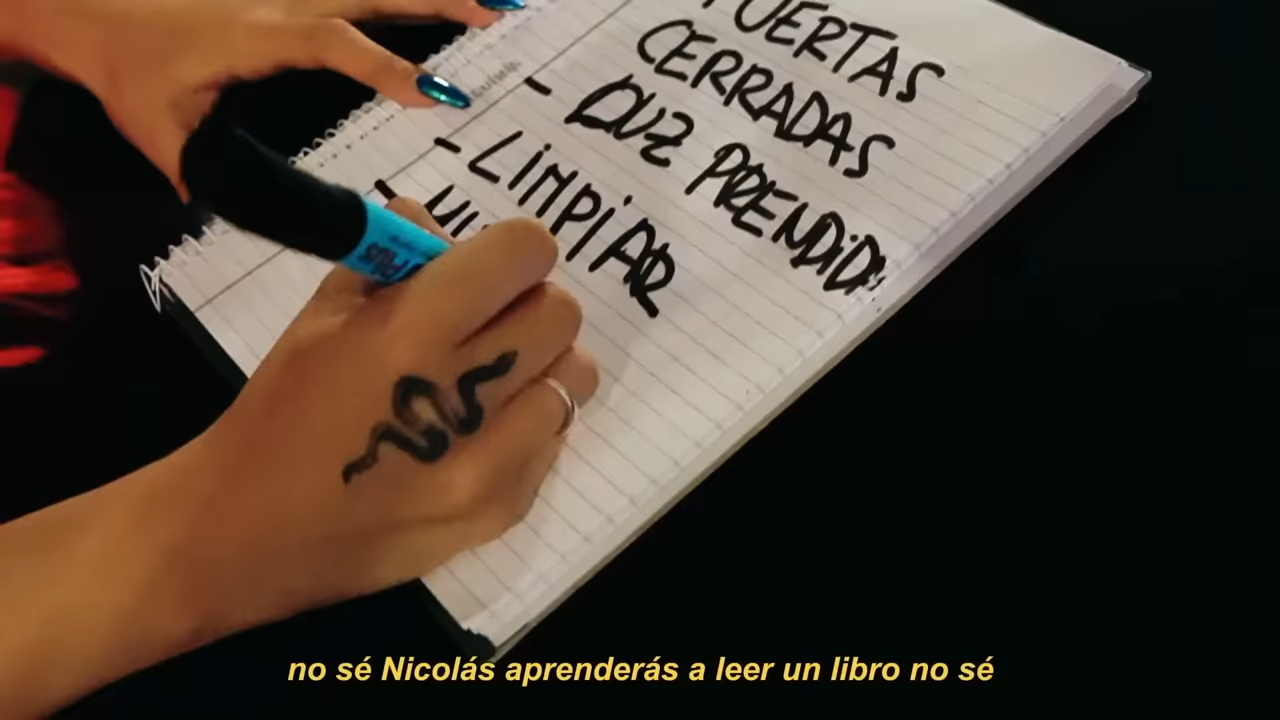 PUERTAS
CERRADAS
- LUZ PRENDIDA
- LIMPIAR
no sé Nicolás aprenderás a leer un libro no sé